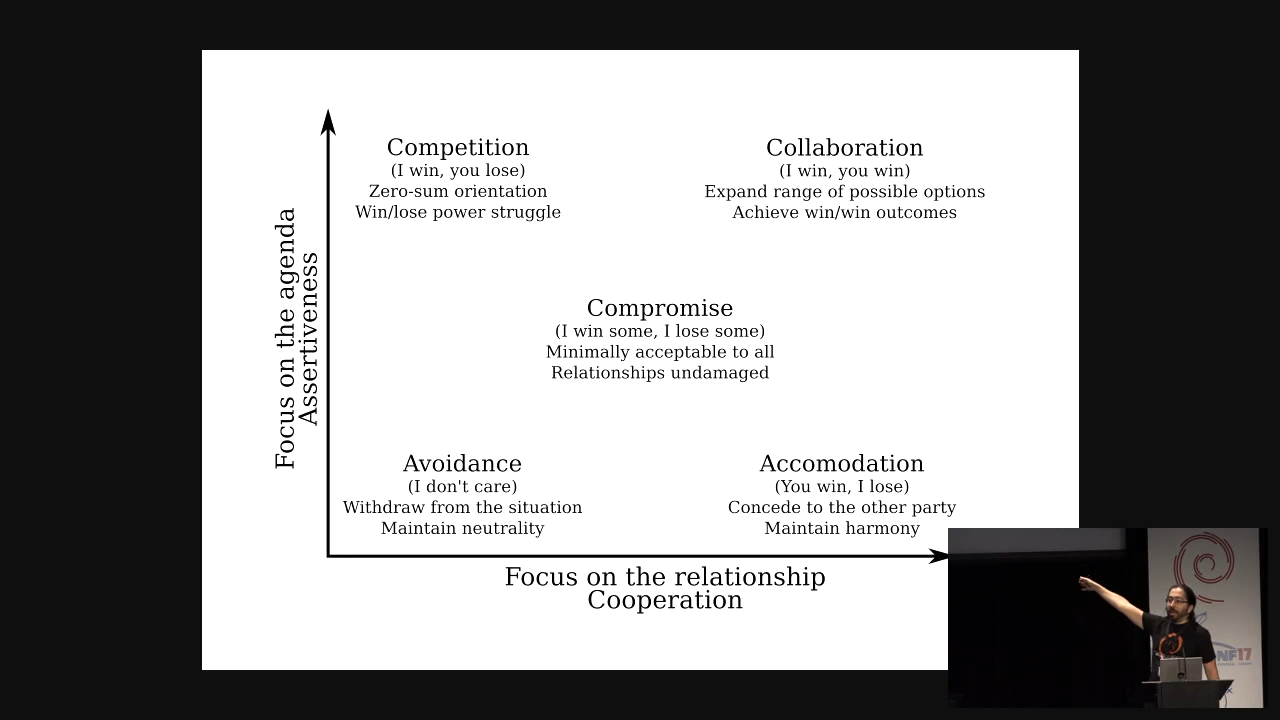 Competition
(I win, you lose)
Zero-sum orientation
Win/lose power struggle
Collaboration
(I win, you win)
Expand range of possible options
Achieve win/win outcomes
Focus on the agenda
Assertiveness
Compromise
(I win some, I lose some)
Minimally acceptable to all
Relationships undamaged
Avoidance
(I don't care)
Withdraw from the situation
Maintain neutrality
Accomodation
(You win, I lose)
Concede to the other party
Maintain harmony
Focus on the relationship
Cooperation
NF17